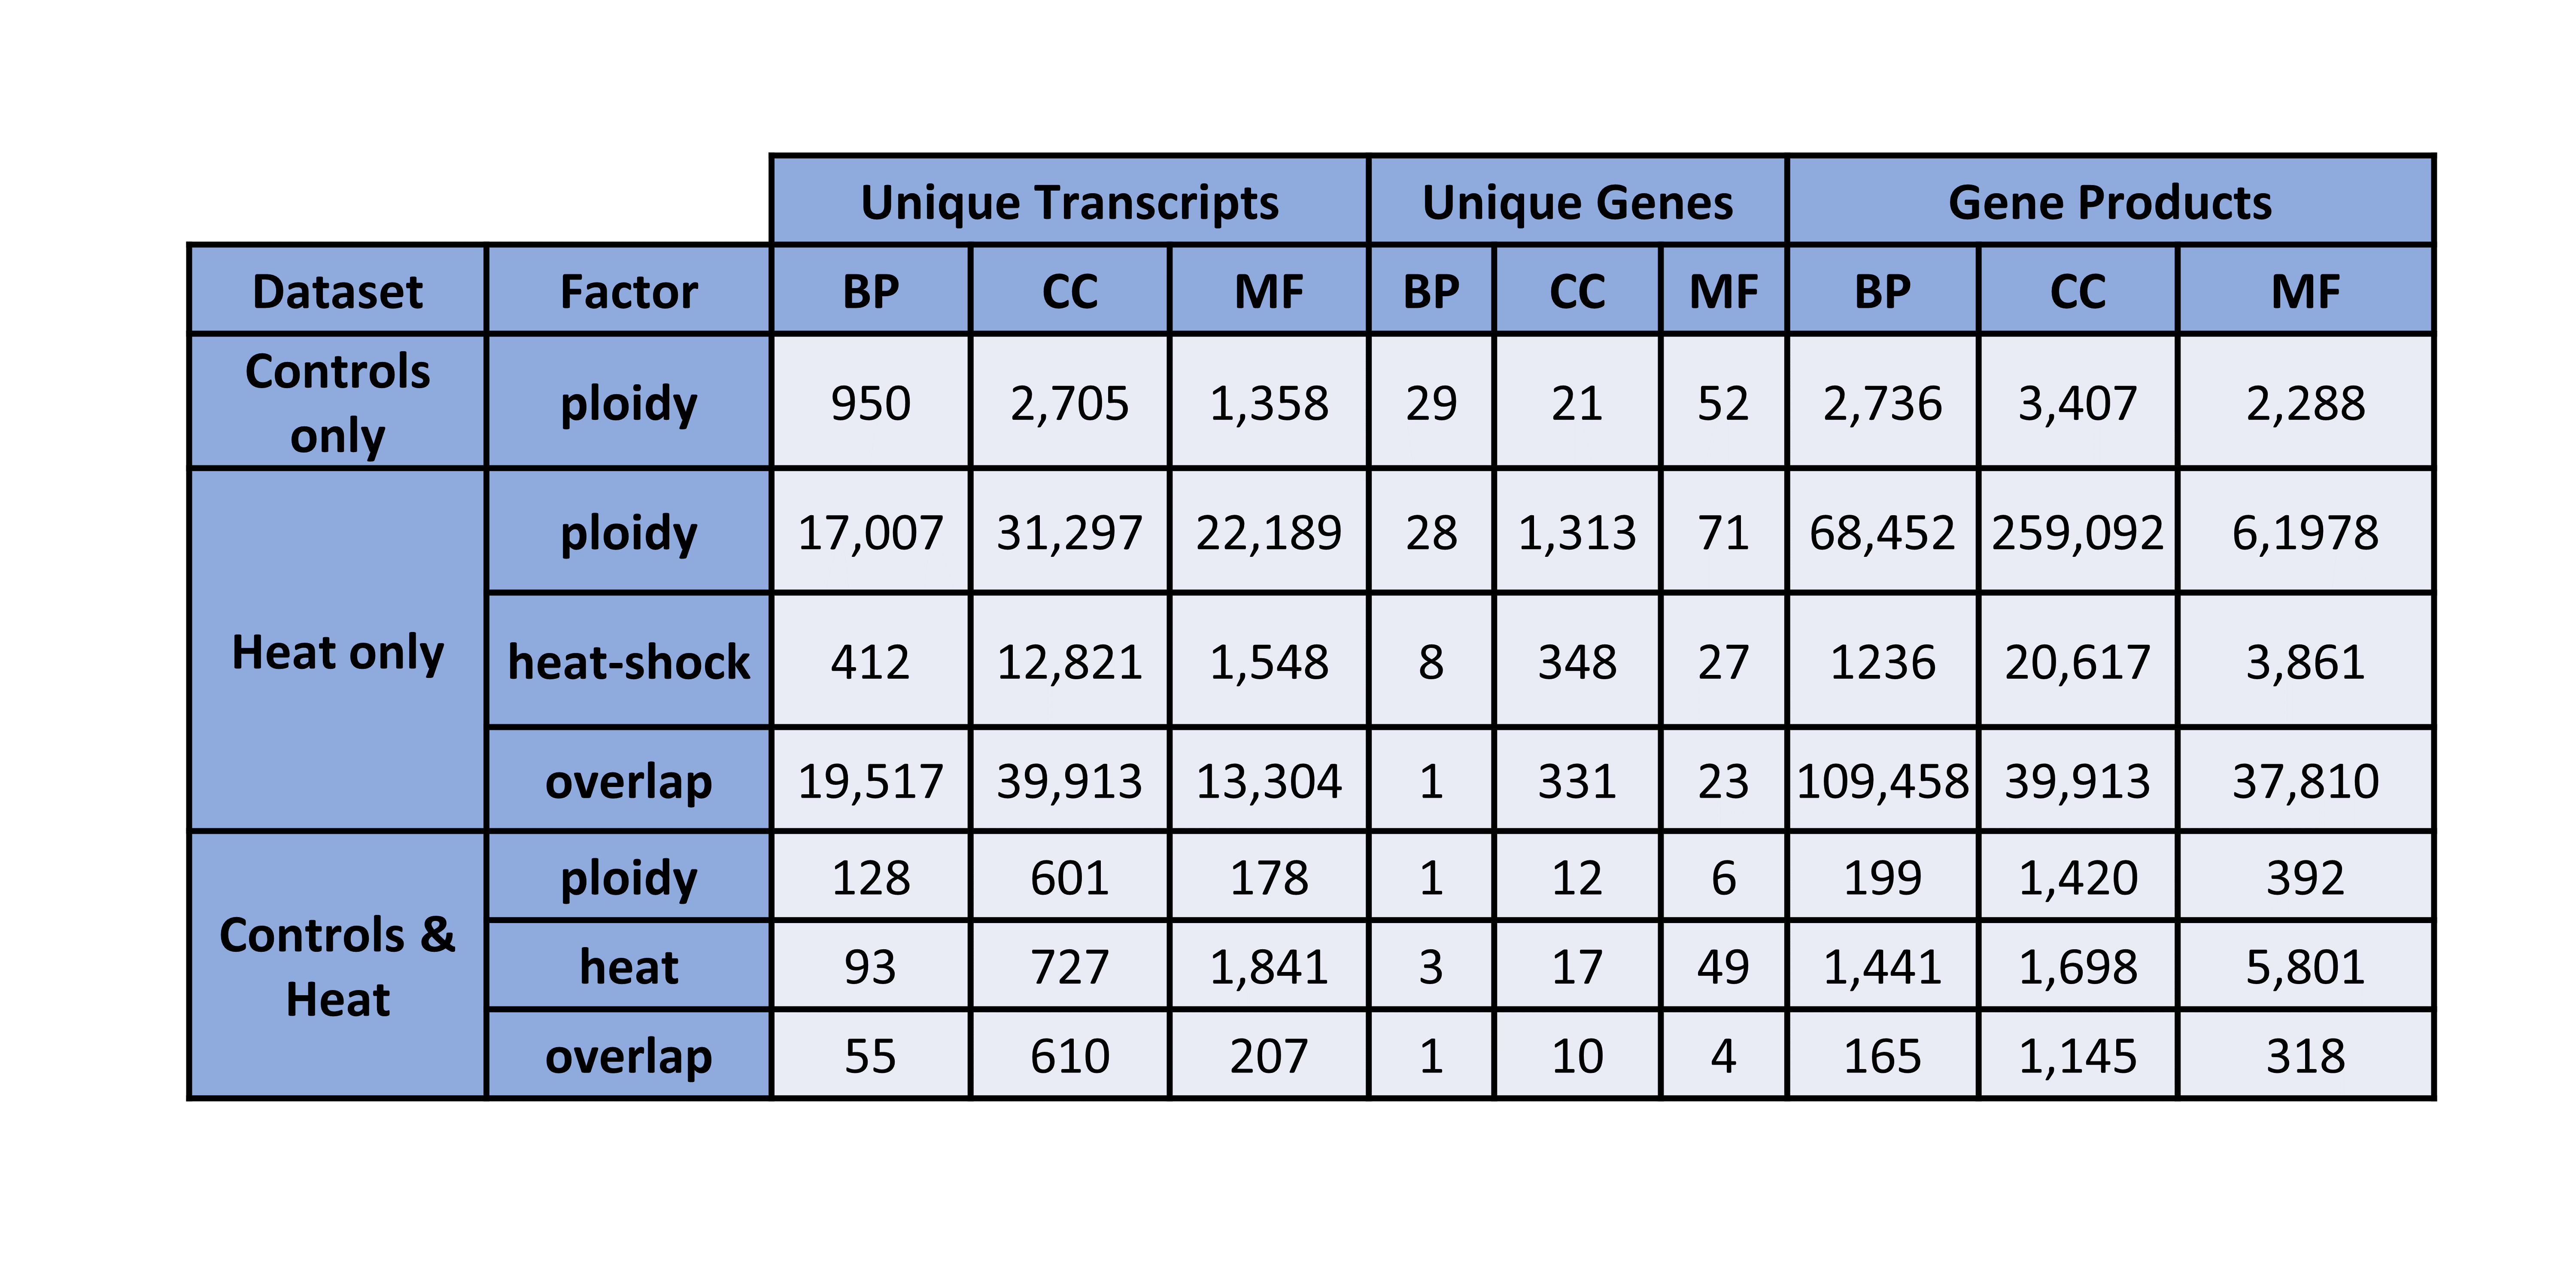 Unique Transcripts Unique Genes Gene Products
Dataset Factor BP CC MF BP CC MF BP CC MF
Controls
only
ploidy 950 2,705 1,358 29 21 52 2,736 3,407 2,288
Heat only
ploidy 17,007 31,297 22,189 28 1,313 71 68,452 259,092 6,1978
heat-shock 412 12,821 1,548 8 348 27 1236 20,617 3,861
overlap 19,517 39,913 13,304 1 331 23 109,458 39,913 37,810
Controls &
Heat
ploidy 128 601 178 1 12 6 199 1,420 392
heat 93 727 1,841 3 17 49 1,441 1,698 5,801
overlap 55 610 207 1 10 4 165 1,145 318